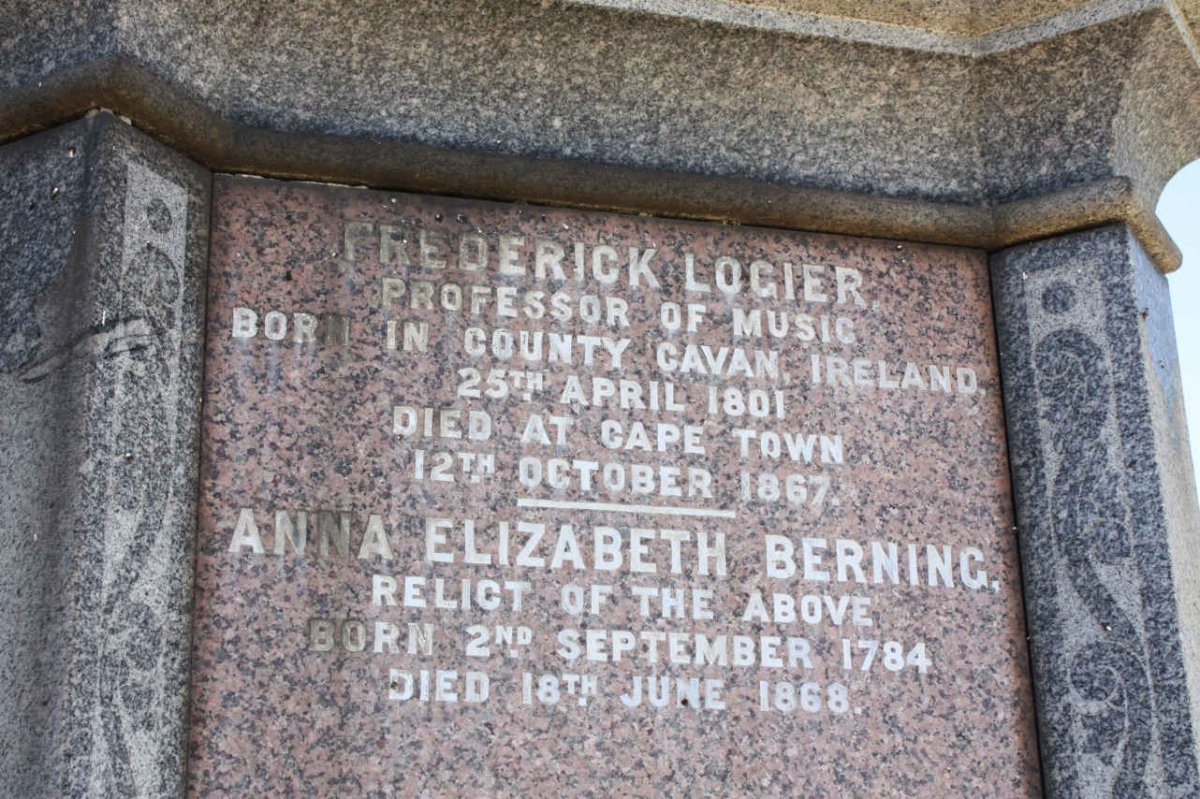 FREDERICK LOGIER.
PROFESSOR OF MUSIC
BORN IN COUNTY CAVAN, IRELAND,
25TH APRIL 1801
DIED AT CAPE TOWN
12TH OCTOBER 1867.
ANNA ELIZABETH BERNING,
RELICT OF THE ABOVE
BORN 2ND SEPTEMBER 1784
DIED 18TH JUNE 1868.